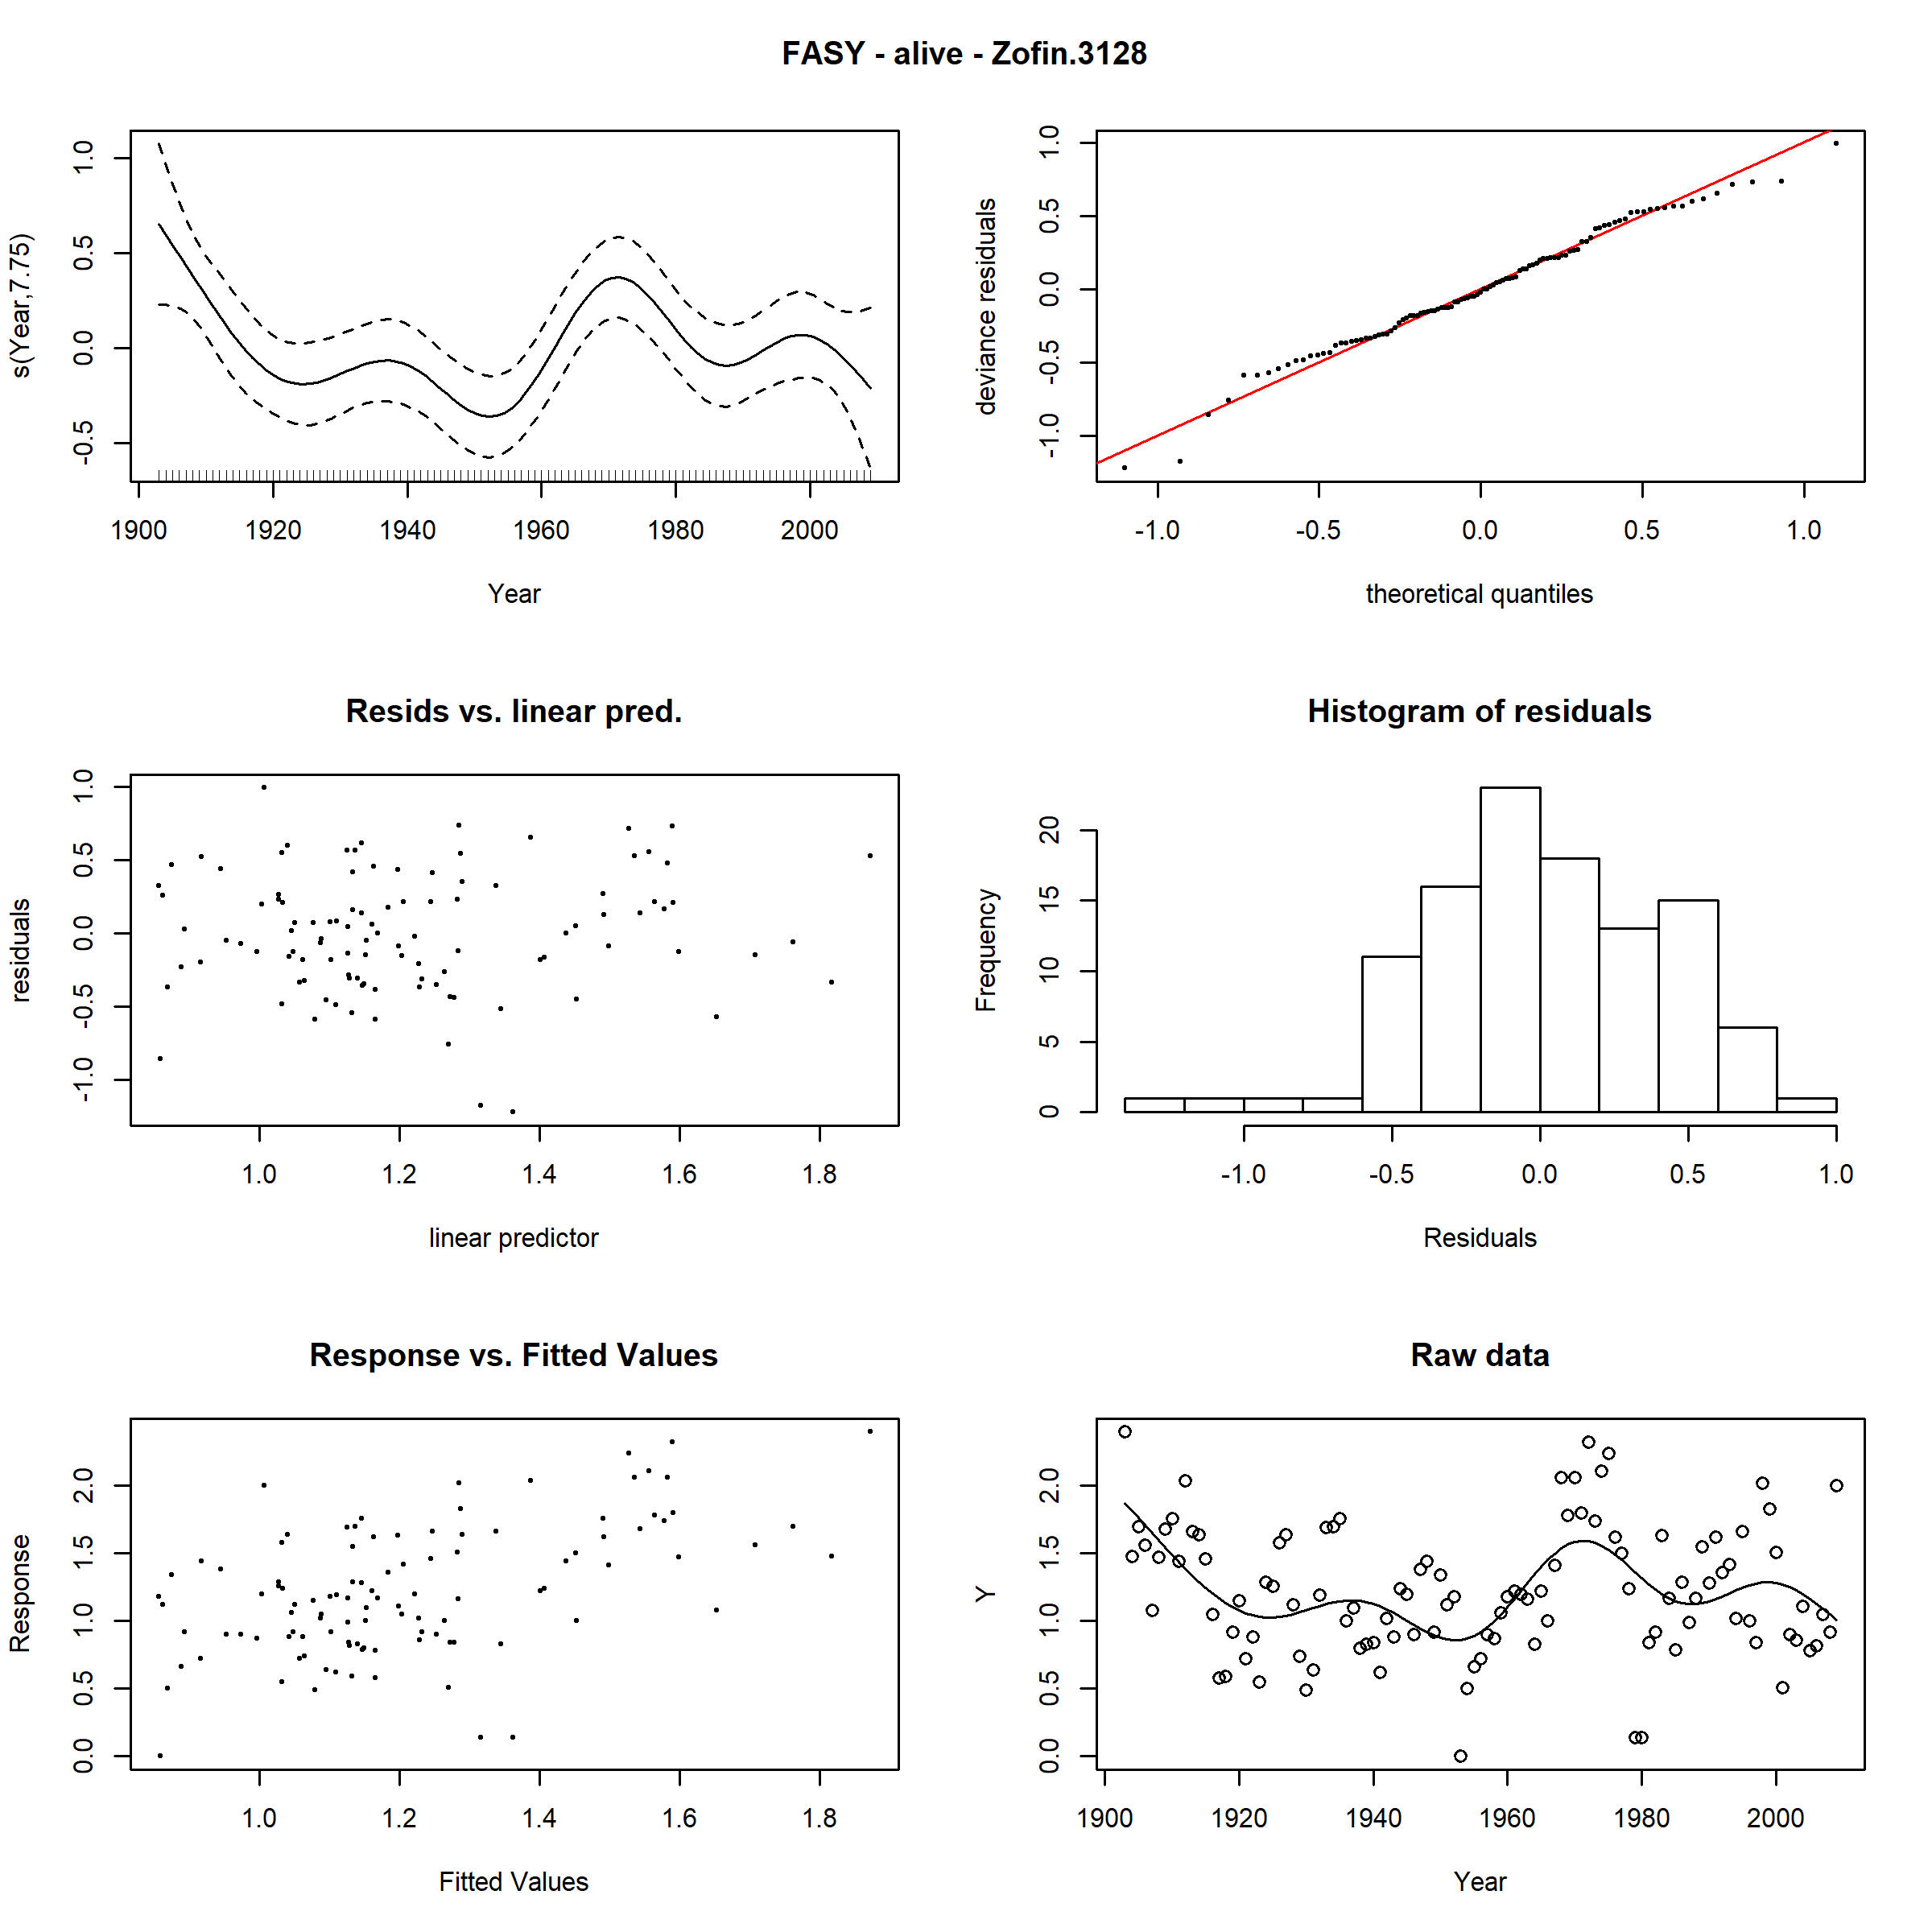 FASY - alive - Zofin.3128
s(Year,7.75)
-0.5 0.0 0.5 1.0
1900 1920 1940 1960 1980 2000
Year
deviance residuals
-1.0 -0.5 0.0 0.5 1.0
-1.0 -0.5 0.0 0.5 1.0
theoretical quantiles
Resids vs. linear pred.
residuals
-1.0 -0.5 0.0 0.5 1.0
1.0 1.2 1.4 1.6 1.8
linear predictor
Histogram of residuals
Frequency
0 5 10 15 20
-1.0 -0.5 0.0 0.5 1.0
Residuals
Response vs. Fitted Values
Response
0.0 0.5 1.0 1.5 2.0
1.0 1.2 1.4 1.6 1.8
Fitted Values
Raw data
Y
0.0 0.5 1.0 1.5 2.0
1900 1920 1940 1960 1980 2000
Year